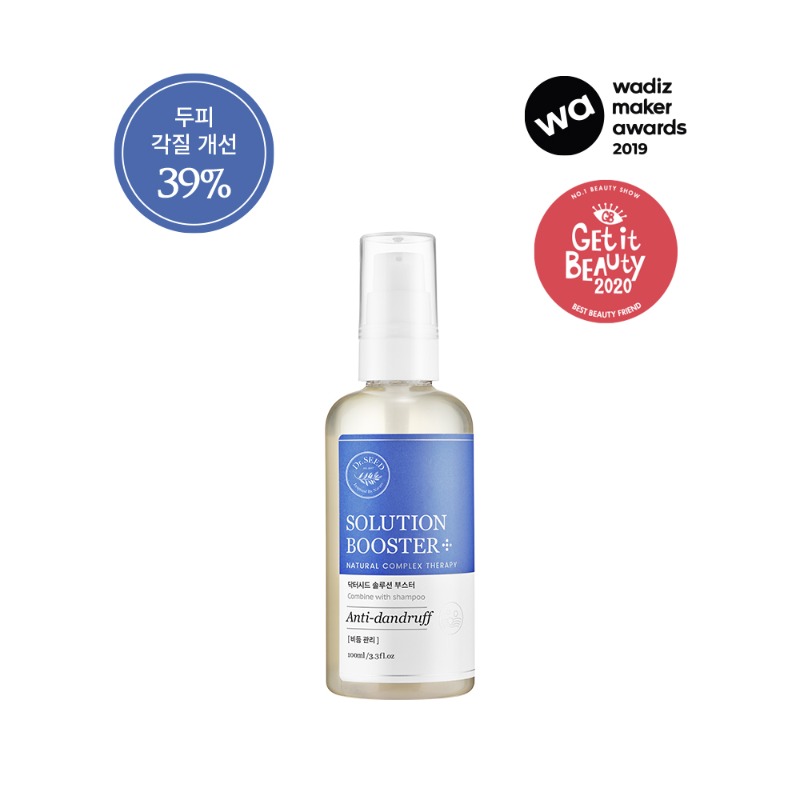 두피
각질 개선
39%
wa
wadiz
maker
awards
2019
NO.1 BEAUTY SHOW
GB
GEtit
BEAUty
2020
BEST BEAUTY FRIEND
Dr.SEED
SOLUTION
BOOSTER
NATURAL COMPLEX THERAPY
닥터시드 솔루션 부스터
Combine with shampoo
Anti-dandruff
[비듬 관리]
100ml/3.3fl.oz